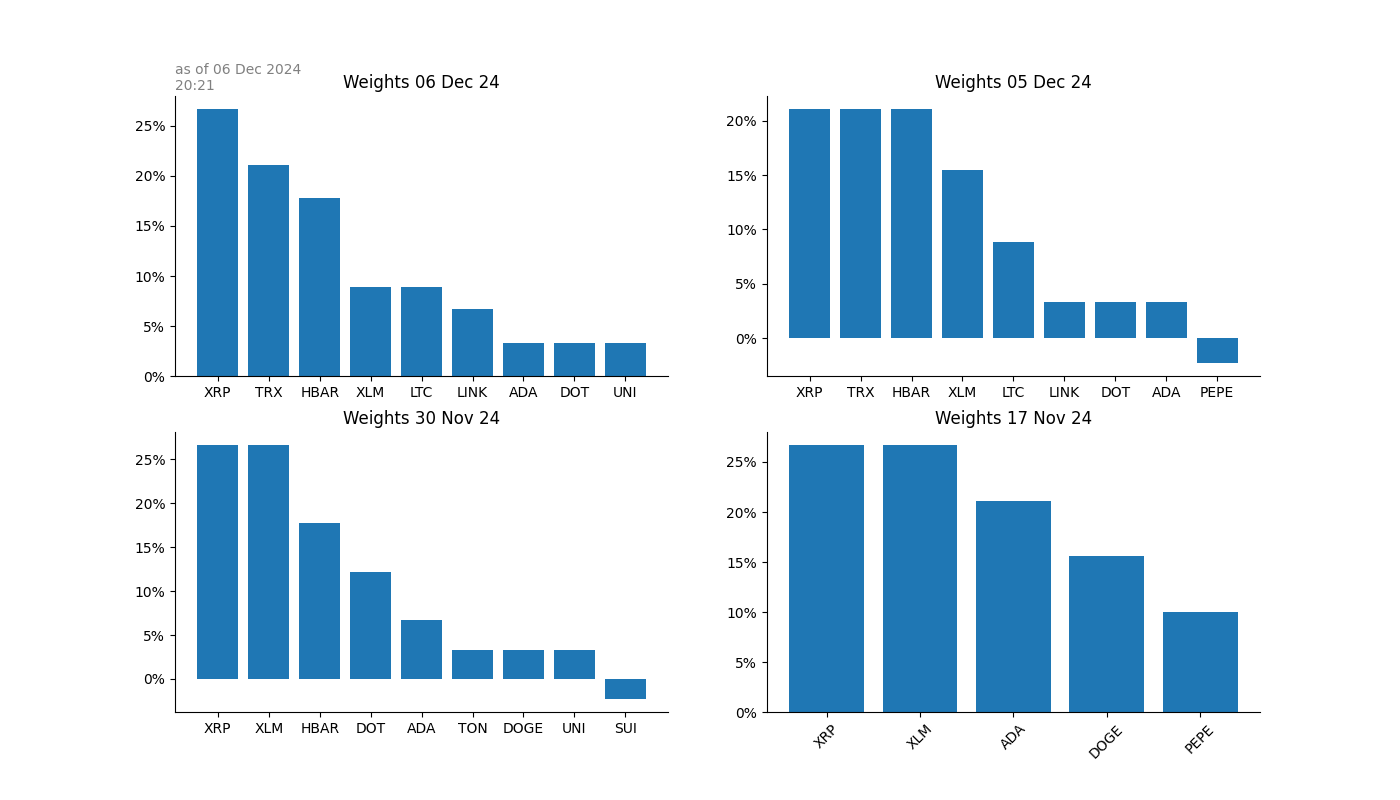 as of 06 Dec 2024
20:21
Weights 06 Dec 24
25%
20%
15%
10%
5%
0%
XRP TRX HBAR XLM LTC LINK ADA DOT UNI
Weights 05 Dec 24
20%
15%
10%
5%
0%
XRP TRX HBAR XLM LTC LINK DOT ADA PEPE
Weights 30 Nov 24
25%
20%
15%
10%
5%
0%
XRP XLM HBAR DOT ADA TON DOGE UNI SUI
Weights 17 Nov 24
25%
20%
15%
10%
5%
0%
XRP XLM ADA DOGE PEPE